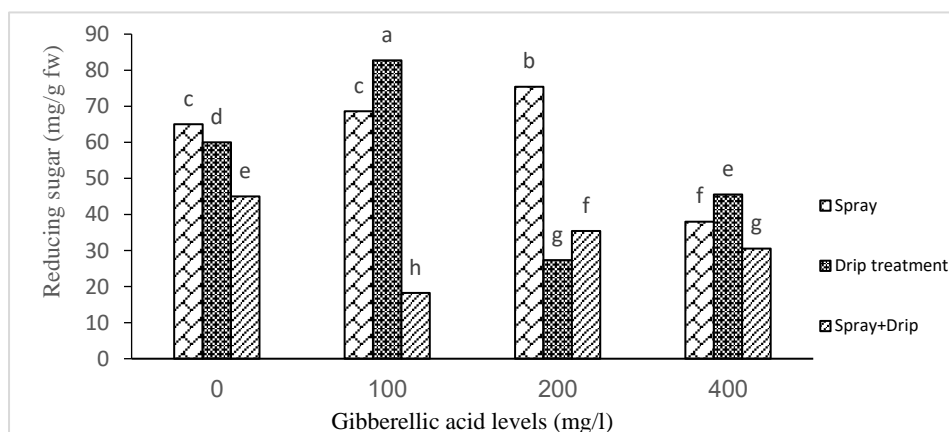 Reducing sugar (mg/g fw)
90
80
70
60
50
40
30
20
10
0
c
d
e
c
a
h
b
g
f
f
e
g
0
100
200
400
Gibberellic acid levels (mg/l)
Spray
Drip treatment
Spray+Drip